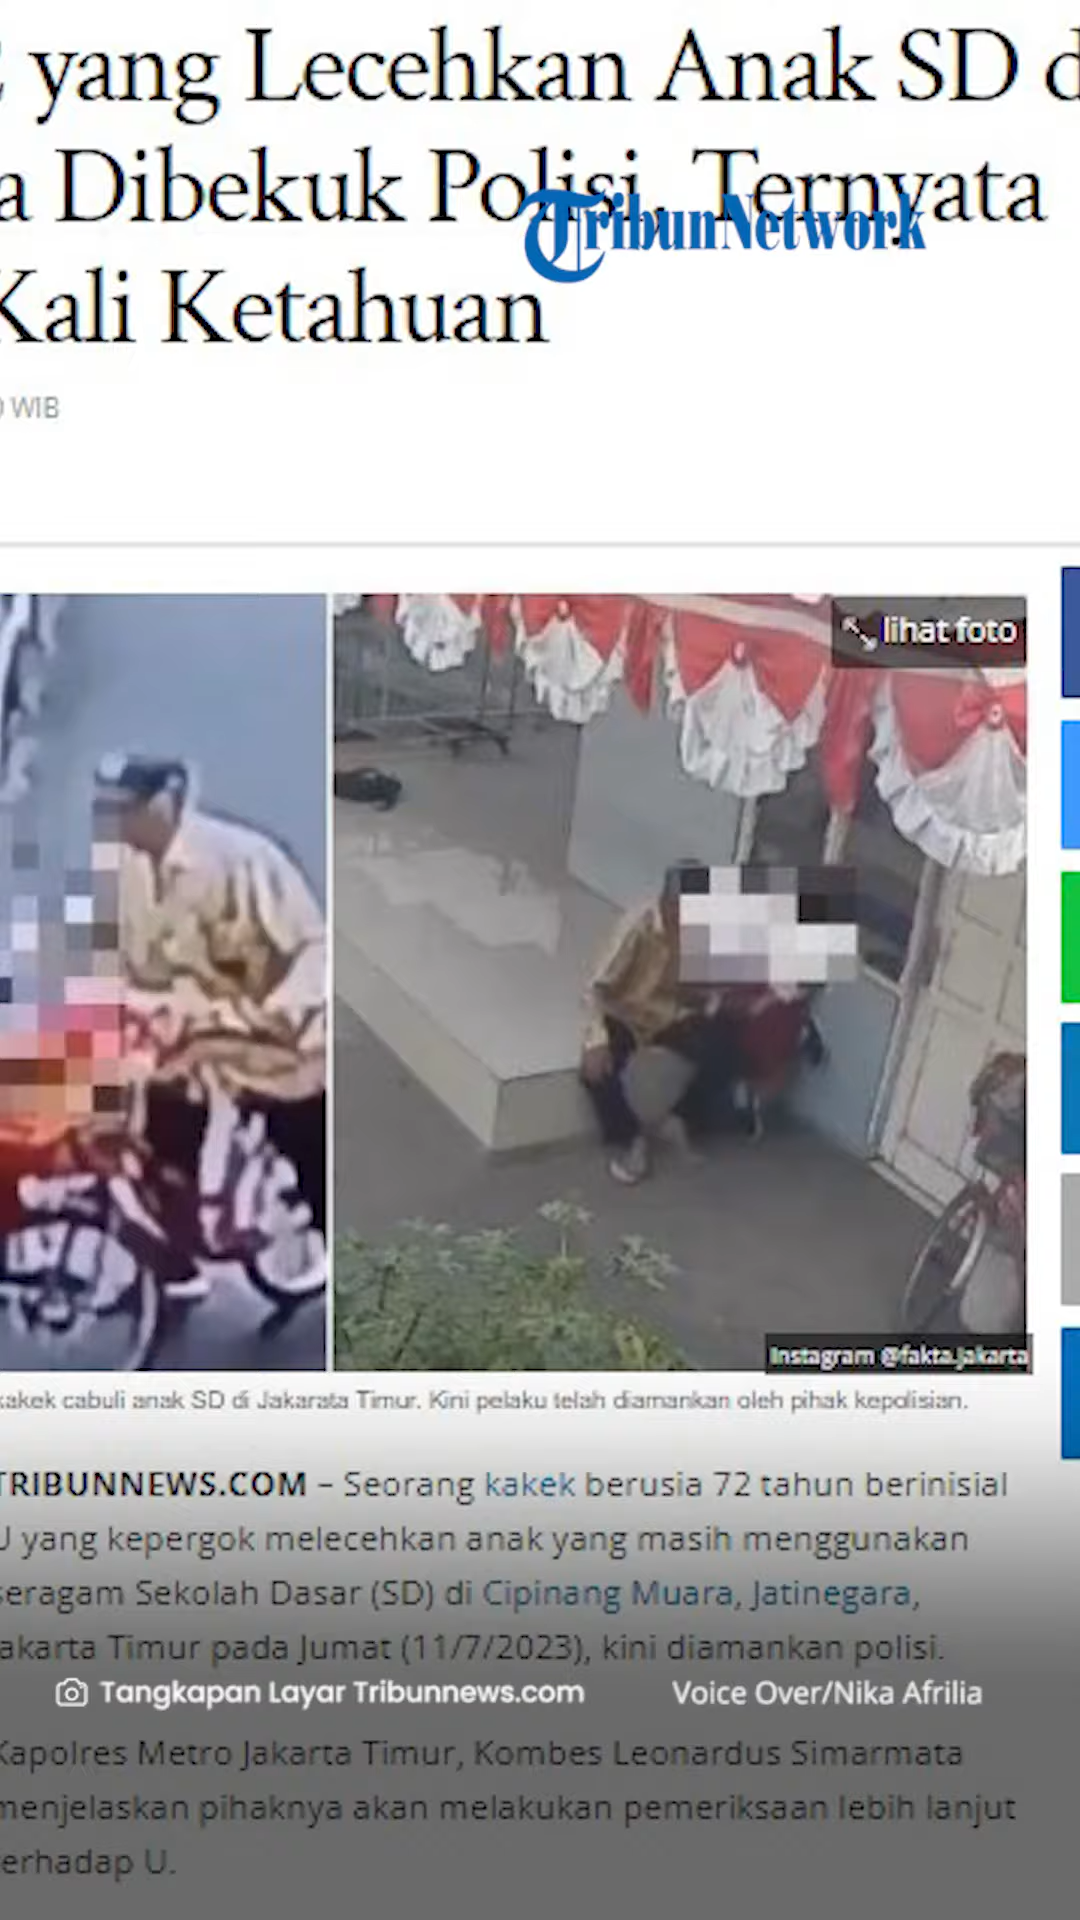 yang Lecehkan Anak SD
a Dibekuk Polisi, Ternyata
TribunNetwork
Kali Ketahuan
WIB
lihat foto
Instagram @fakta.jakarta
kakek cabuli anak SD di Jakarata Timur. Kini pelaku telah diamankan oleh pihak kepolisian.
TRIBUNNEWS.COM – Seorang kakek berusia 72 tahun berinisial
U yang kepergok melecehkan anak yang masih menggunakan
seragam Sekolah Dasar (SD) di Cipinang Muara, Jatinegara,
Jakarta Timur pada Jumat (11/7/2023), kini diamankan polisi.
Tangkapan Layar Tribunnews.com
Voice Over/Nika Afrilia
Kapolres Metro Jakarta Timur, Kombes Leonardus Simarmata
menjelaskan pihaknya akan melakukan pemeriksaan lebih lanjut
terhadap U.